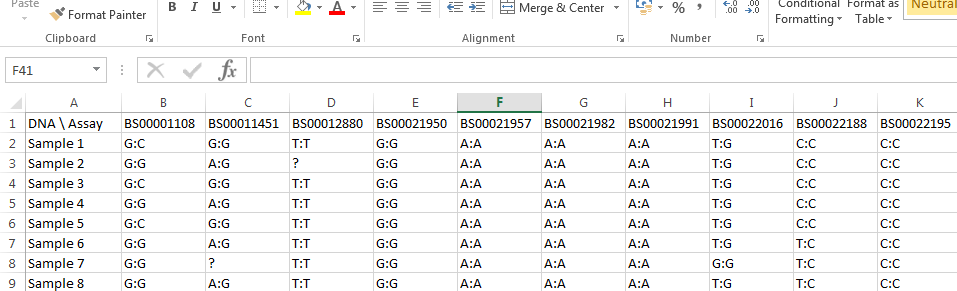 Paste Format Painter B I U Merge & Center % Conditional Format as Neutral
Formatting Table
Clipboard Font Alignment Number
F41 fx
A B C D E F G H I J K
1 DNA \ Assay BS00001108 BS00011451 BS00012880 BS00021950 BS00021957 BS00021982 BS00021991 BS00022016 BS00022188 BS00022195
2 Sample 1 G:C G:G T:T G:G A:A A:A A:A T:G C:C C:C
3 Sample 2 G:G A:G ? G:G A:A A:A A:A T:G C:C C:C
4 Sample 3 G:C G:G T:T G:G A:A A:A A:A T:G C:C C:C
5 Sample 4 G:G A:G T:T G:G A:A A:A A:A T:G C:C C:C
6 Sample 5 G:C G:G T:T G:G A:A A:A A:A T:G C:C C:C
7 Sample 6 G:G A:G T:T G:G A:A A:A A:A T:G T:C C:C
8 Sample 7 G:G ? T:T G:G A:A A:A A:A G:G T:C C:C
9 Sample 8 G:G A:G T:T G:G A:A A:A A:A T:G T:C C:C